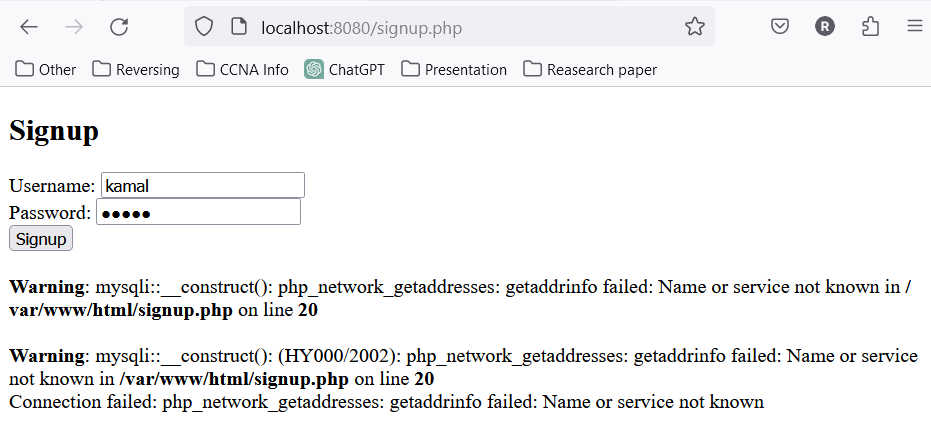 localhost:8080/signup.php
R
Other Reversing CCNA Info ChatGPT Presentation Reasearch paper
Signup
Username: kamal
Password: •••••
Signup
Warning: mysqli::__construct(): php_network_getaddresses: getaddrinfo failed: Name or service not known in /
var/www/html/signup.php on line 20
Warning: mysqli::__construct(): (HY000/2002): php_network_getaddresses: getaddrinfo failed: Name or service
not known in /var/www/html/signup.php on line 20
Connection failed: php_network_getaddresses: getaddrinfo failed: Name or service not known